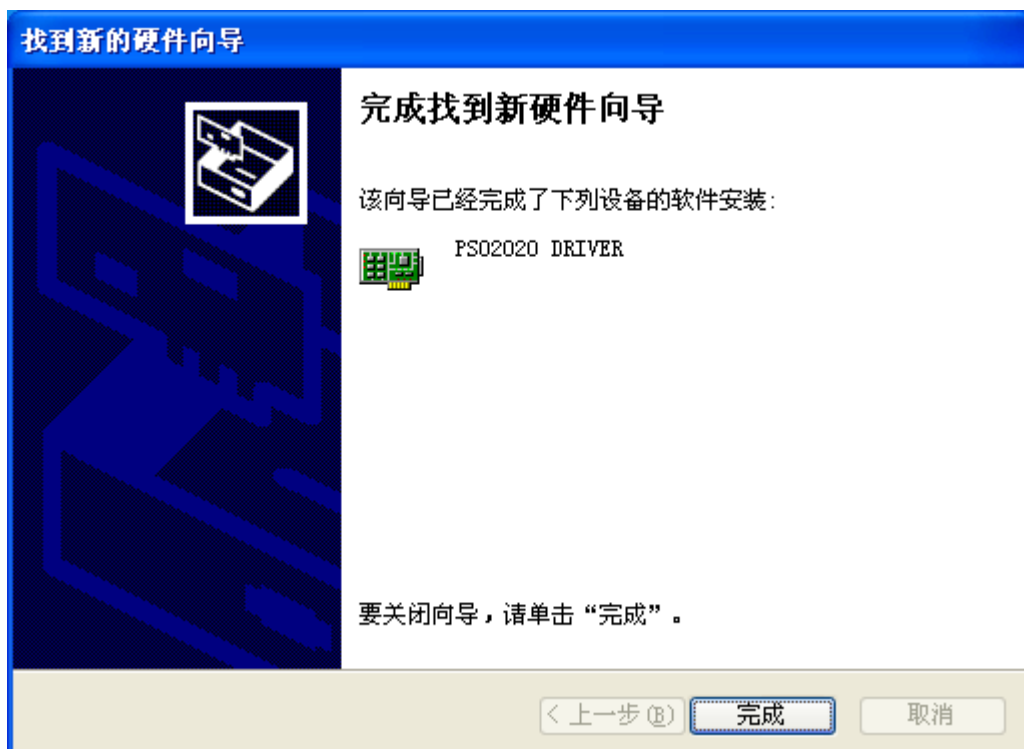 找到新的硬件向导
完成找到新硬件向导
该向导已经完成了下列设备的软件安装:
PSO2020 DRIVER
要关闭向导，请单击“完成”。
< 上一步(B)
完成
取消